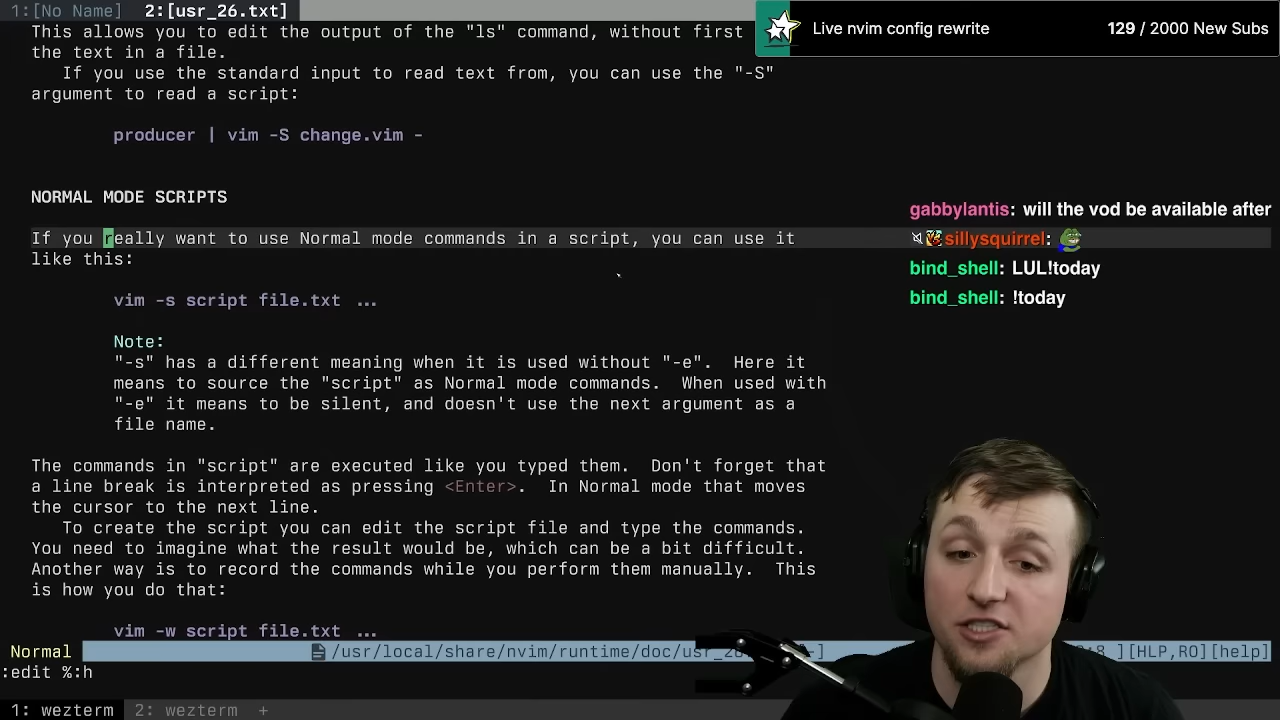 1:[No Name]  2:[usr_26.txt]
This allows you to edit the output of the "ls" command, without first
the text in a file.
If you use the standard input to read text from, you can use the "-S"
argument to read a script:
producer | vim -S change.vim -
NORMAL MODE SCRIPTS
If you really want to use Normal mode commands in a script, you can use it
like this:
vim -s script file.txt ...
Note:
"-s" has a different meaning when it is used without "-e".  Here it
means to source the "script" as Normal mode commands.  When used with
"-e" it means to be silent, and doesn't use the next argument as a
file name.
The commands in "script" are executed like you typed them.  Don't forget that
a line break is interpreted as pressing <Enter>.  In Normal mode that moves
the cursor to the next line.
To create the script you can edit the script file and type the commands.
You need to imagine what the result would be, which can be a bit difficult.
Another way is to record the commands while you perform them manually.  This
is how you do that:
vim -w script file.txt ...
Normal /usr/local/share/nvim/runtime/doc/usr_2 ][HLP,RO][help]
:edit %:h
1: wezterm  2: wezterm  +
Live nvim config rewrite 129 / 2000 New Subs
gabbylantis: will the vod be available after
sillysquirrel:
bind_shell: LUL!today
bind_shell: !today